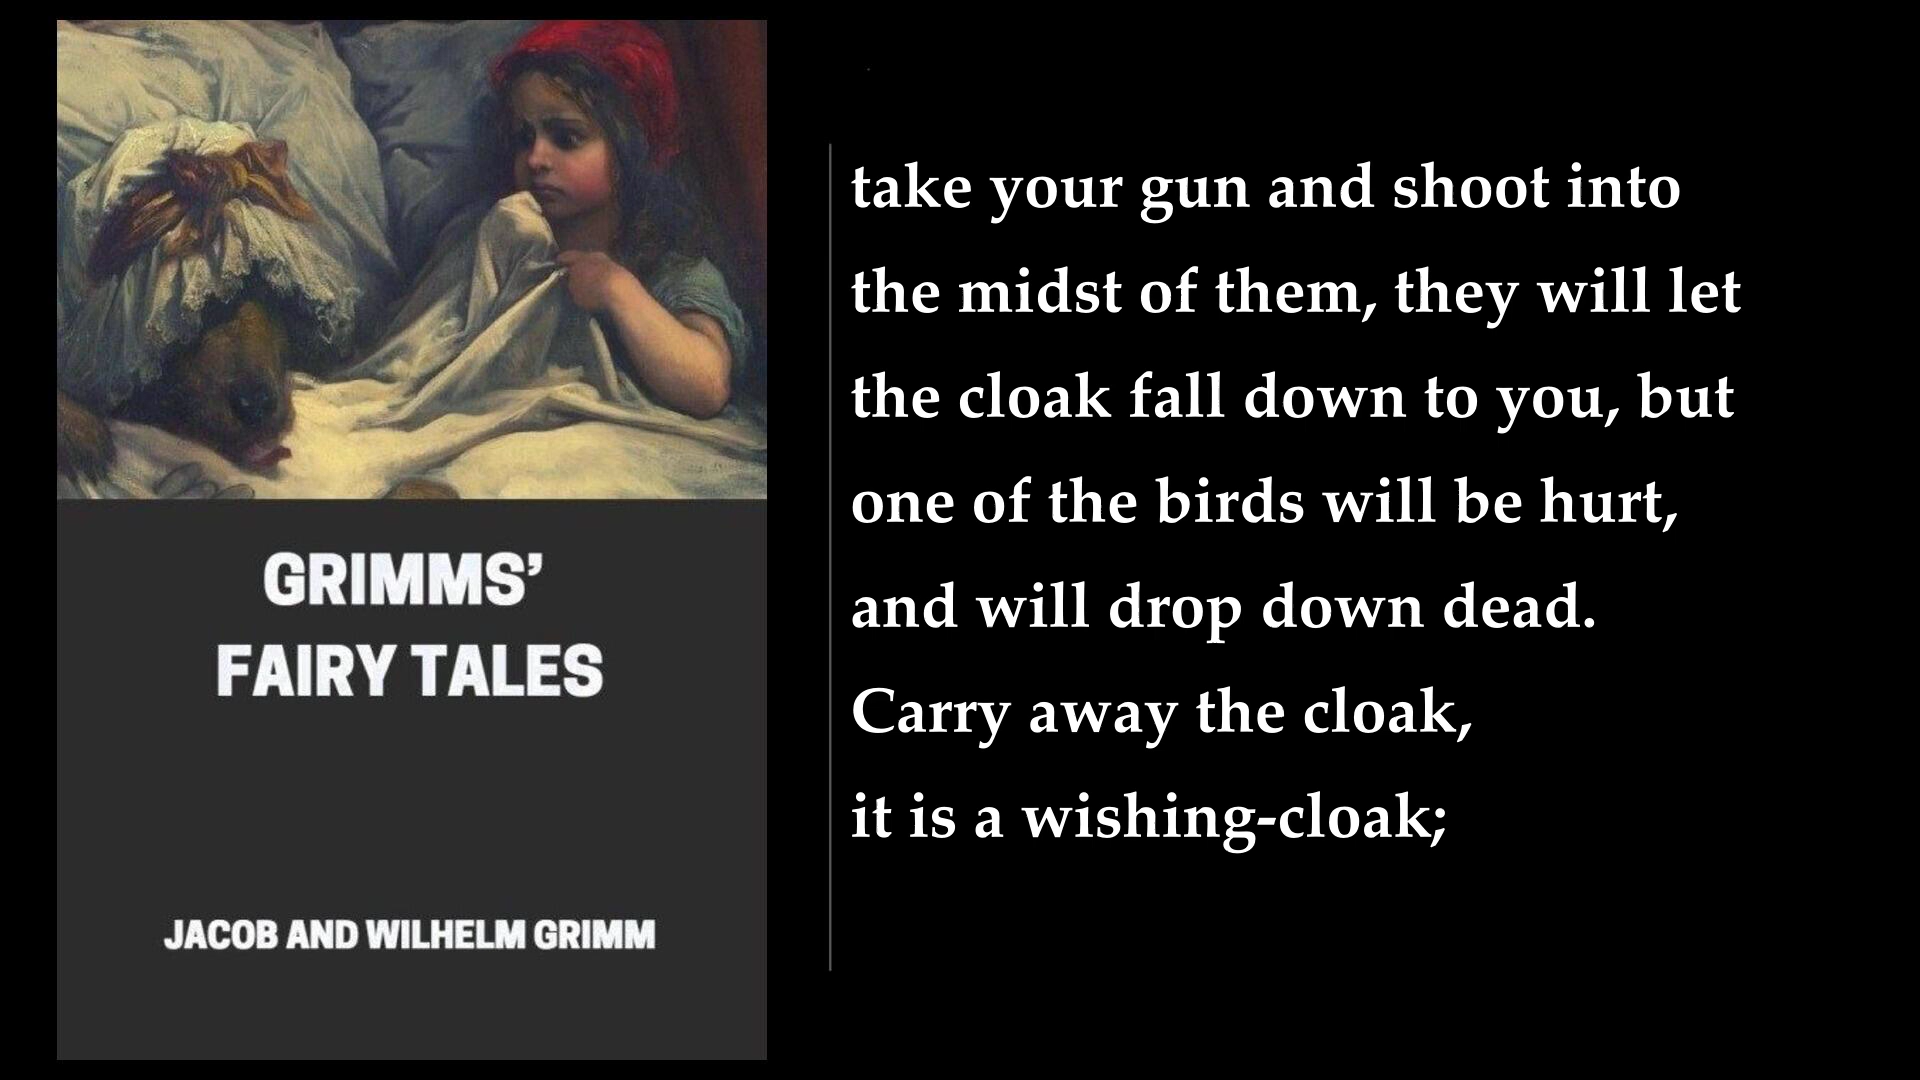 GRIMMS’
FAIRY TALES
JACOB AND WILHELM GRIMM
take your gun and shoot into
the midst of them, they will let
the cloak fall down to you, but
one of the birds will be hurt,
and will drop down dead.
Carry away the cloak,
it is a wishing-cloak;